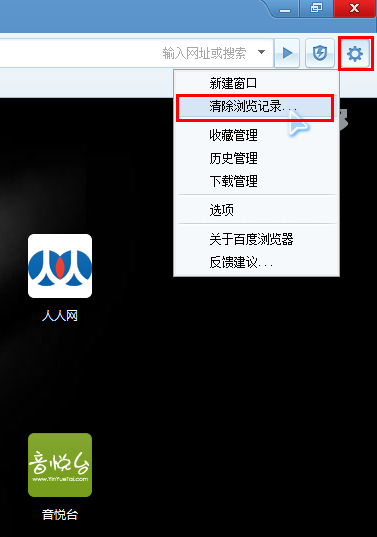 输入网址或搜索
新建窗口
清除浏览记录...
收藏管理
历史管理
下载管理
选项
关于百度浏览器
反馈建议...
人人网
音悦台
www.YinYueTai.com
音悦台